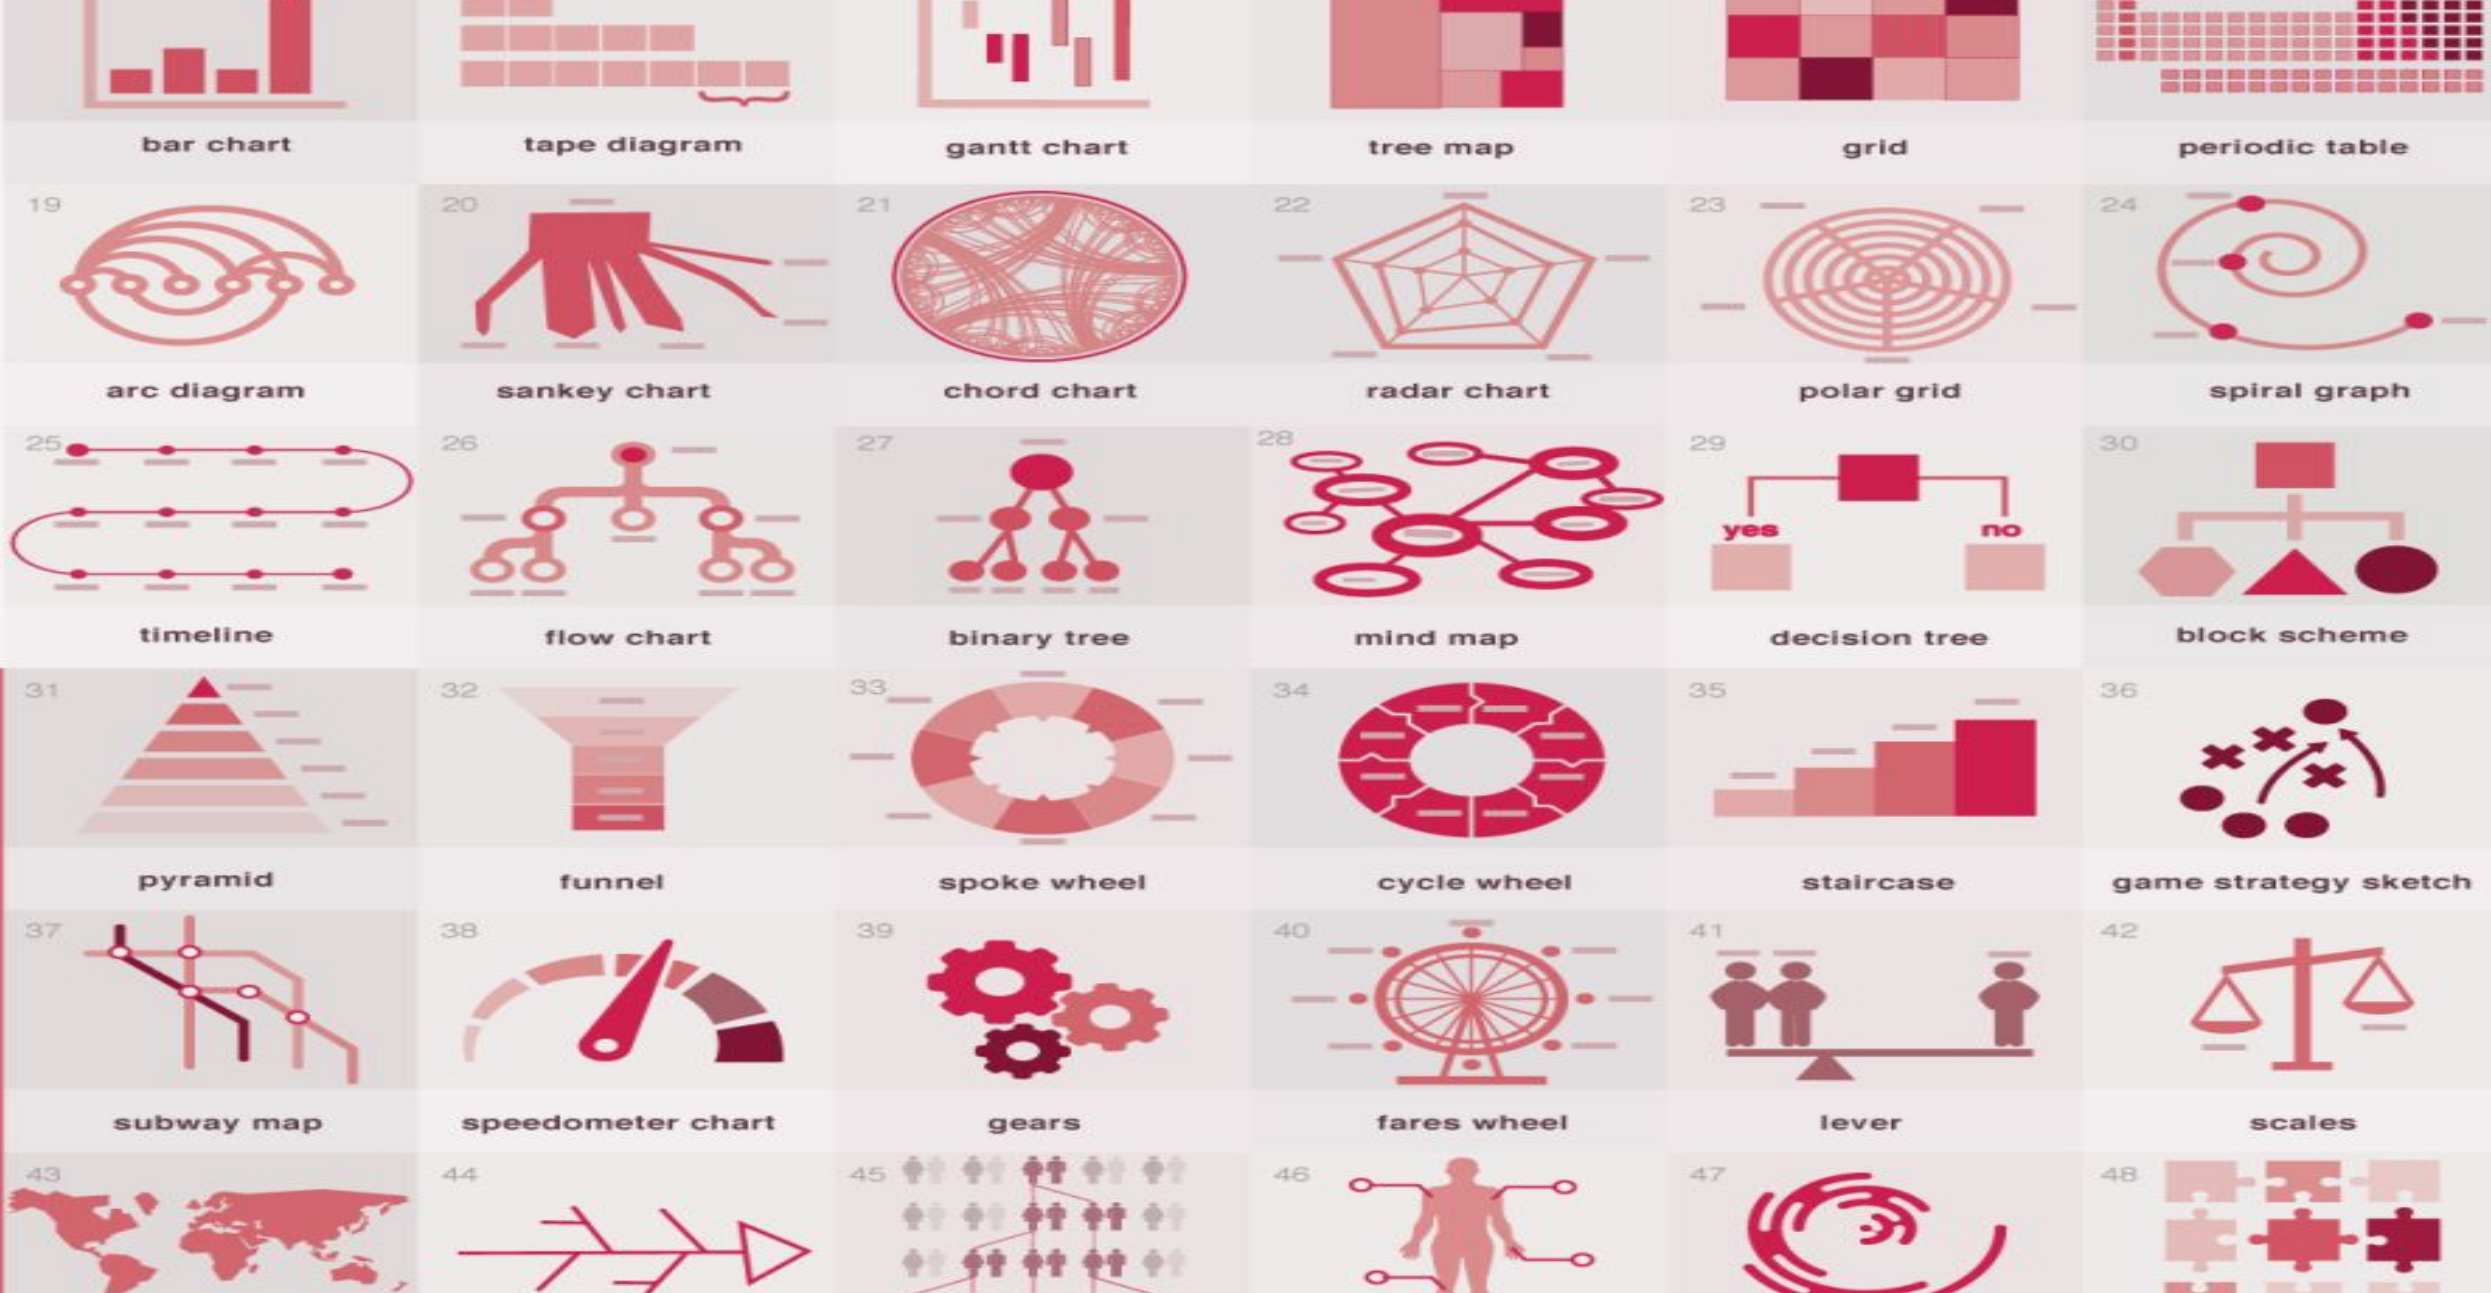 bar chart
tape diagram
gantt chart
tree map
grid
periodic table
19
20
21
22
23
24
arc diagram
sankey chart
chord chart
radar chart
polar grid
spiral graph
25
26
27
28
29
30
yes
no
timeline
flow chart
binary tree
mind map
decision tree
block scheme
31
32
33
34
35
36
pyramid
funnel
spoke wheel
cycle wheel
staircase
game strategy sketch
37
38
39
40
41
42
subway map
speedometer chart
gears
fares wheel
lever
scales
43
44
45
46
47
48